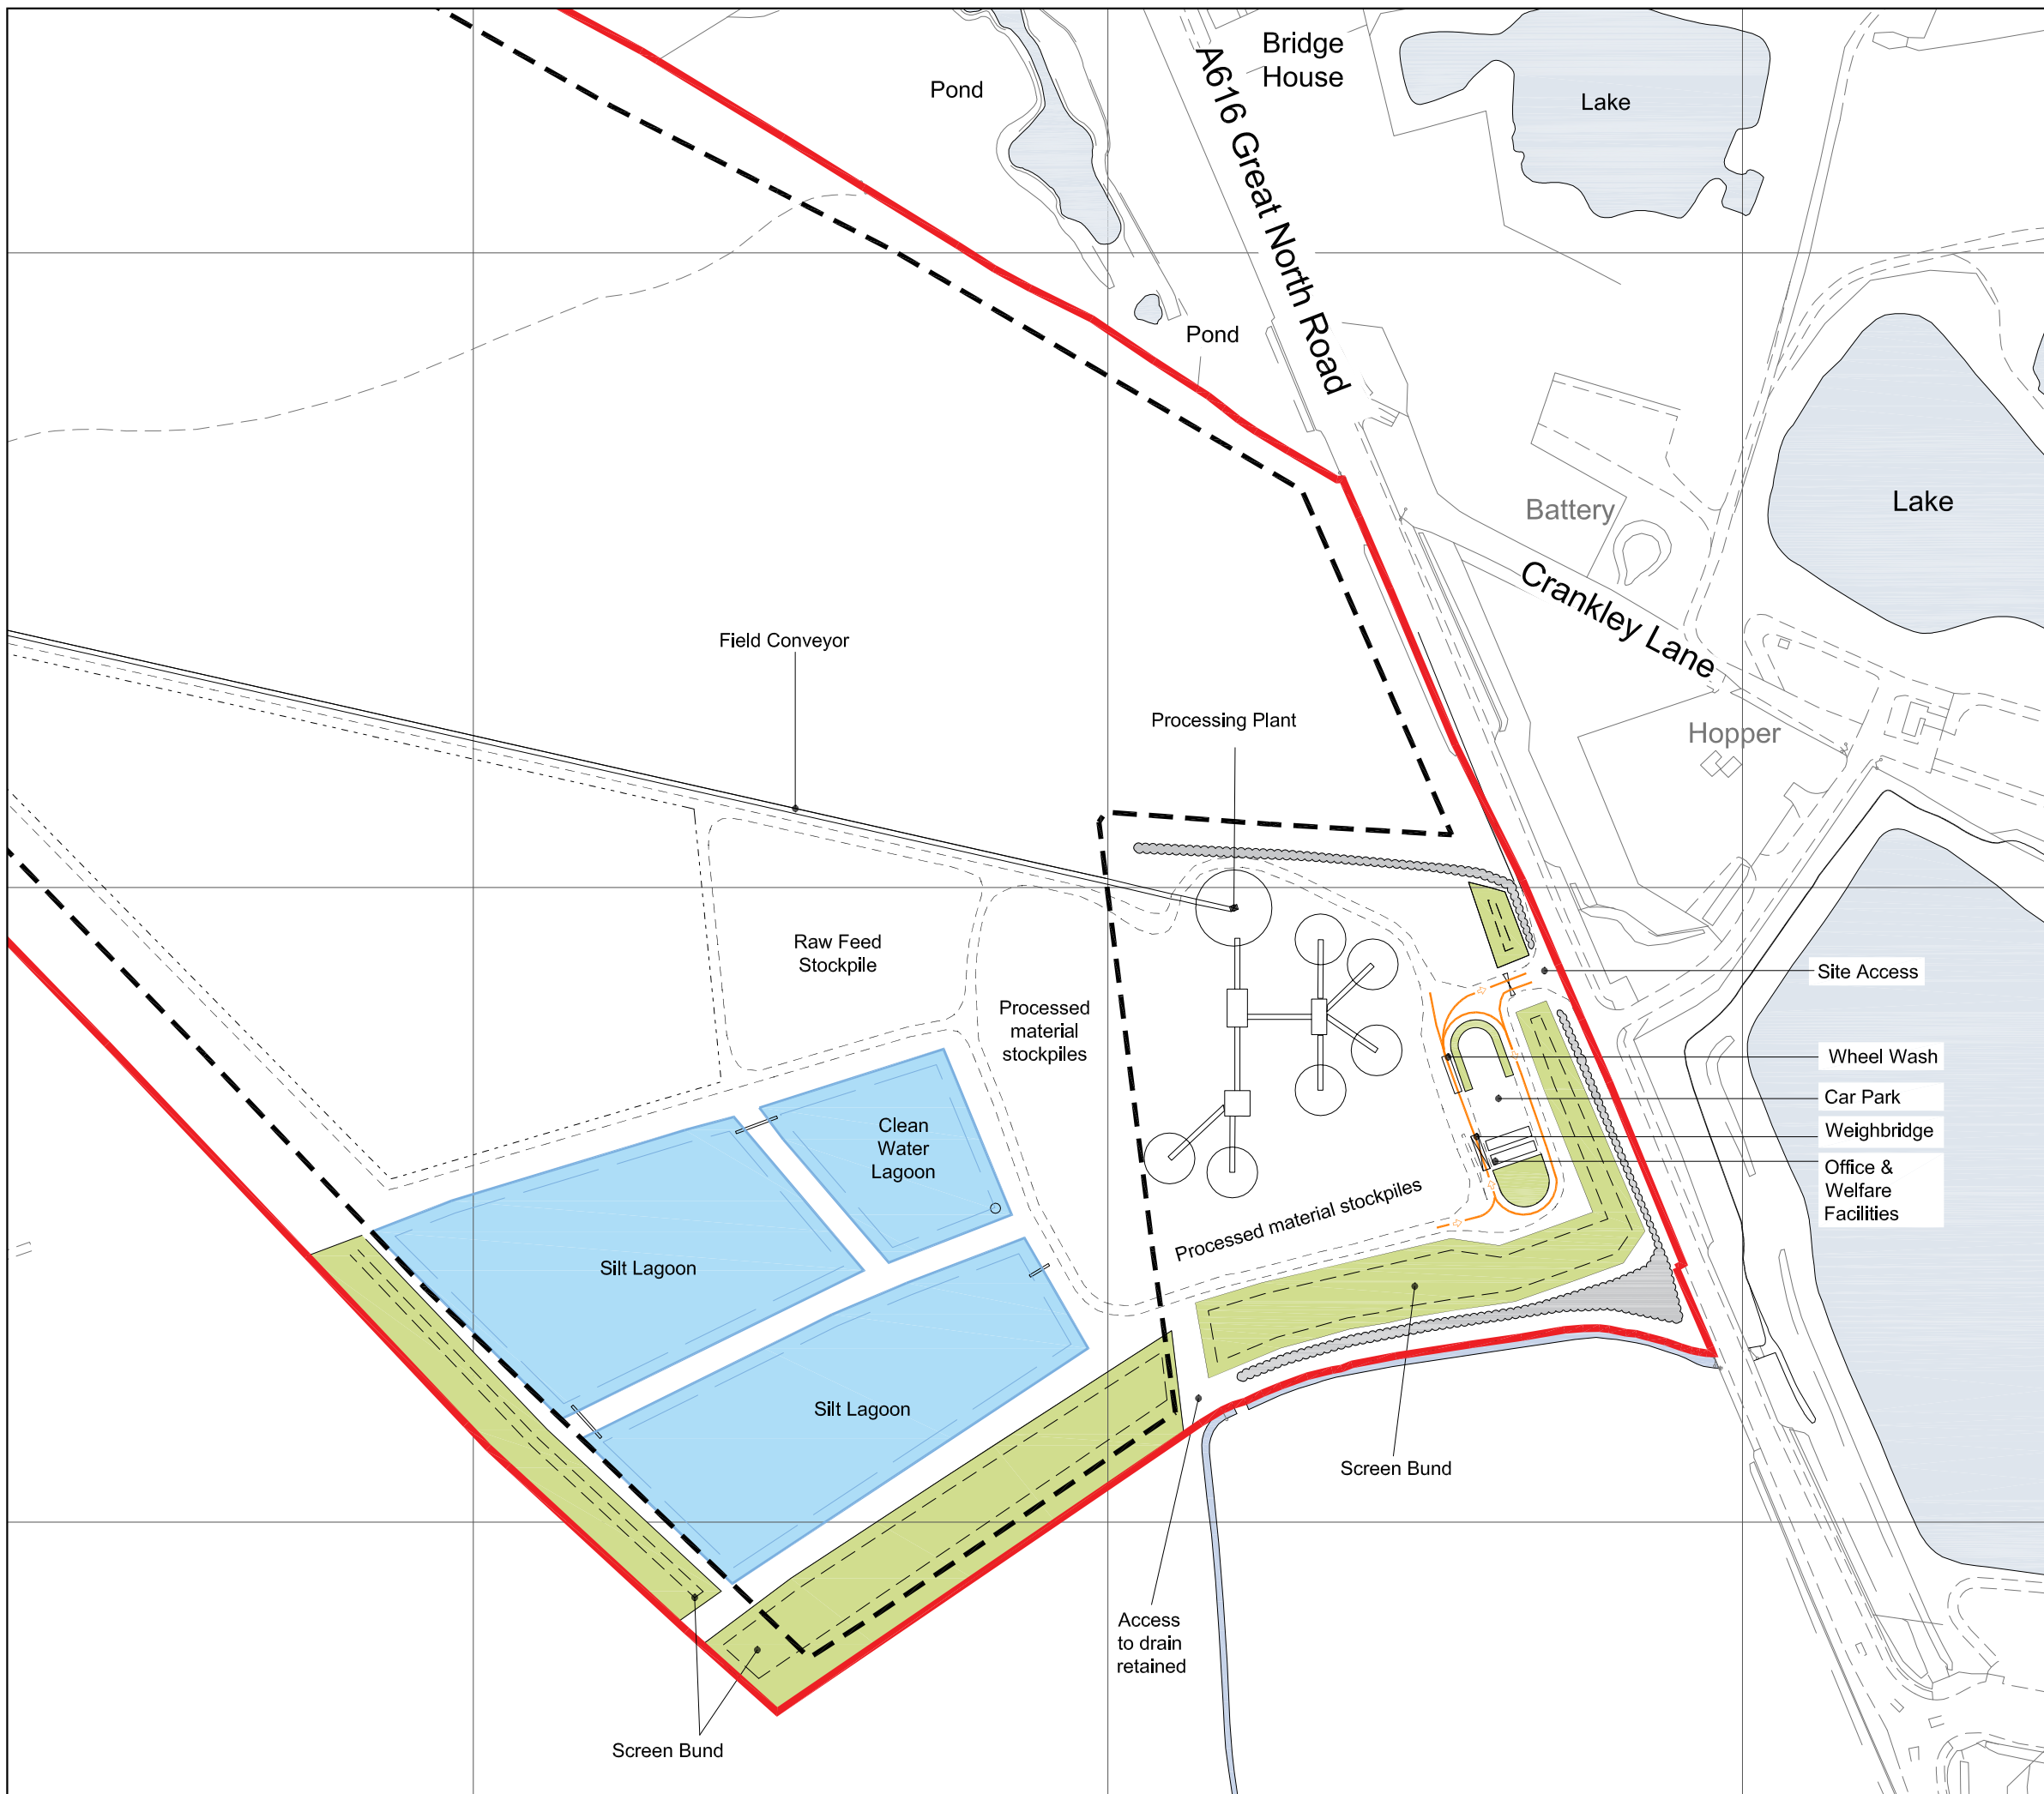 Bridge
House
Pond
Lake
A616 Great North Road
Pond
Lake
Battery
Crankley Lane
Field Conveyor
Processing Plant
Hopper
Raw Feed
Stockpile
Site Access
Processed
material
stockpiles
Wheel Wash
Car Park
Clean
Water
Lagoon
Weighbridge
Office &
Welfare
Facilities
Processed material stockpiles
Silt Lagoon
Silt Lagoon
Screen Bund
Access
to drain
retained
Screen Bund